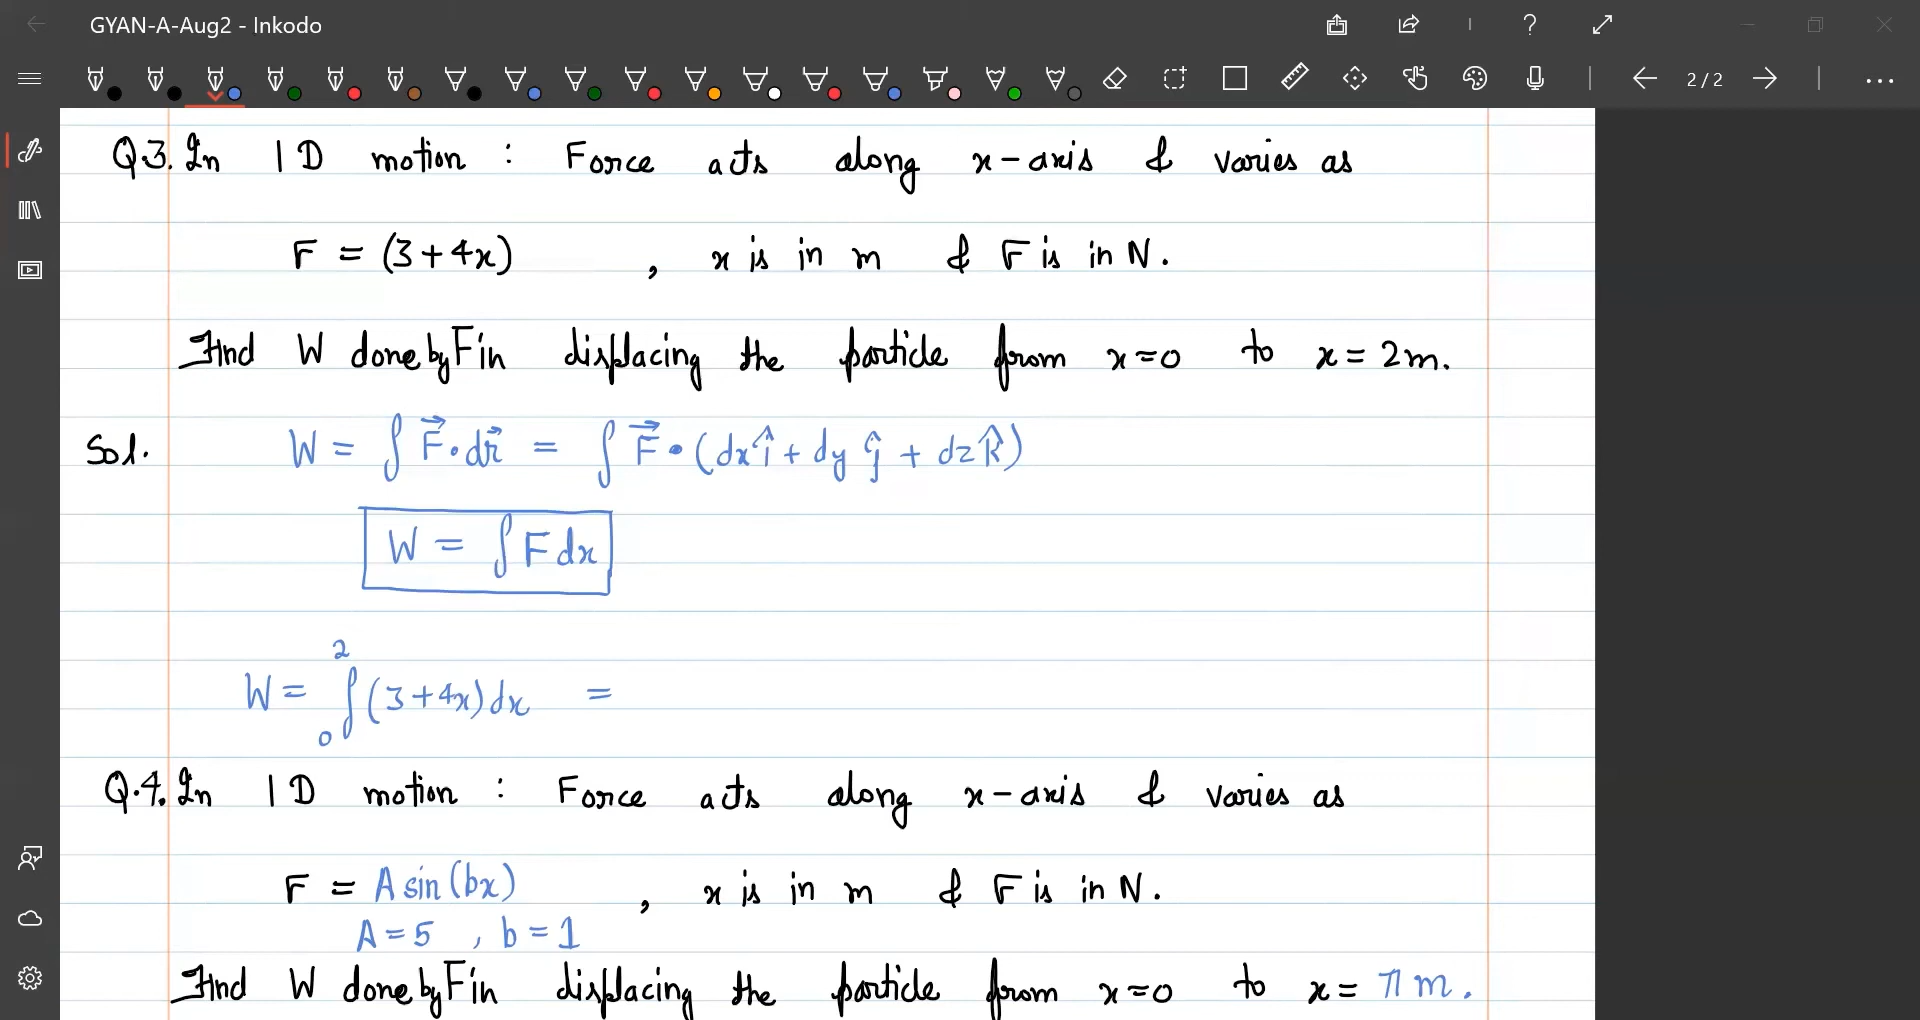 GYAN-A-Aug2 - Inkodo
2/2
Q.3. In 1D motion : Force acts along x-axis & varies as
F = (3+4x) , x is in m & F is in N.
Find W done by F in displacing the particle from x=0 to x = 2m.
Sol. W = ∫ F⃗·dr⃗ = ∫ F⃗·(dx î + dy ĵ + dz k̂)
W = ∫ F dx
W = ₀∫² (3+4x) dx =
Q.4. In 1D motion : Force acts along x-axis & varies as
F = A sin(bx) , x is in m & F is in N.
A = 5 , b = 1
Find W done by F in displacing the particle from x=0 to x = π m.